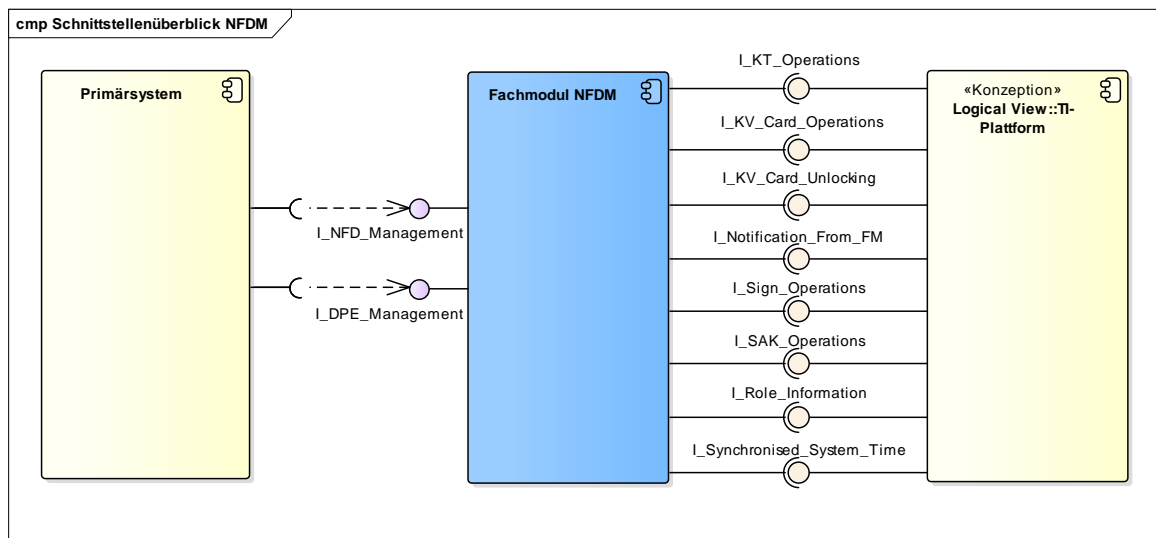 cmp Schnittstellenüberblick NFDM
Primärsystem
Fachmodul NFDM
«Konzeption»
Logical View::TI-
Plattform
I_NFD_Management
I_DPE_Management
I_KT_Operations
I_KV_Card_Operations
I_KV_Card_Unlocking
I_Notification_From_FM
I_Sign_Operations
I_SAK_Operations
I_Role_Information
I_Synchronised_System_Time